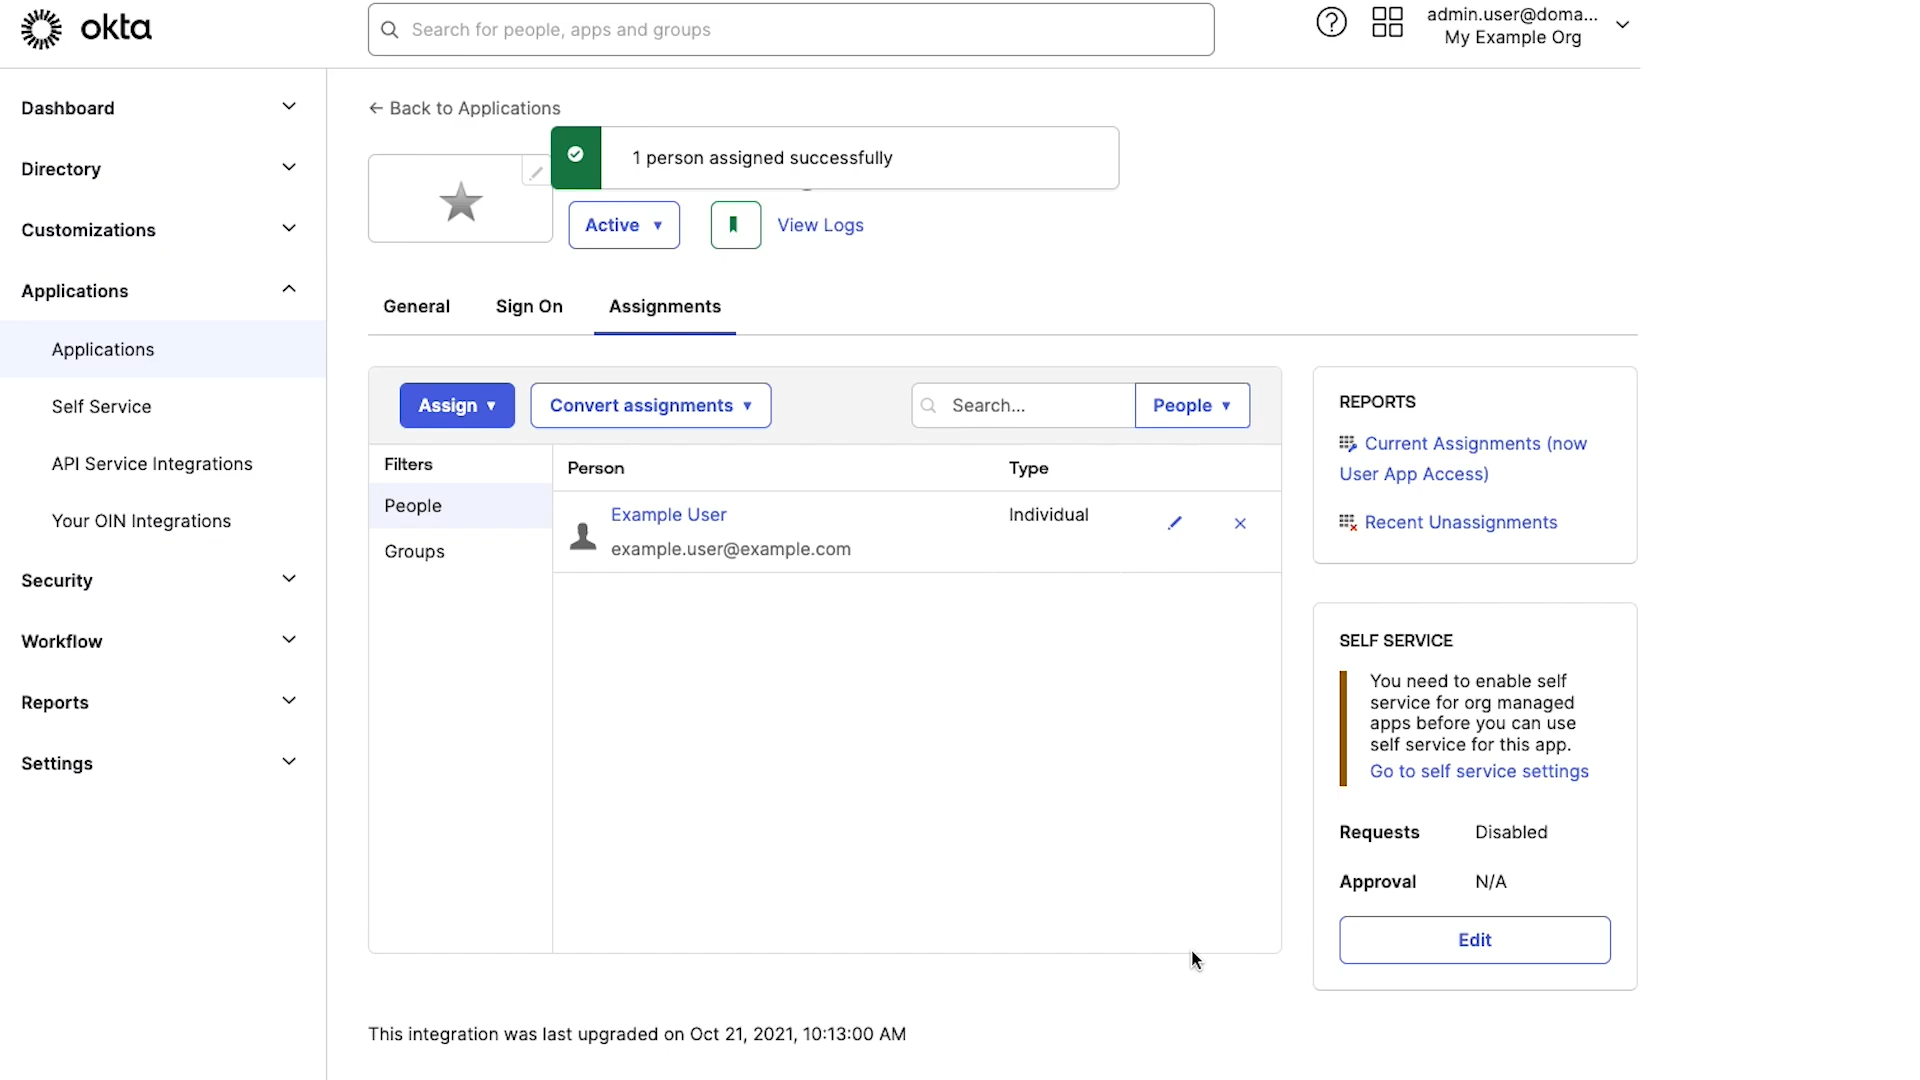 okta
Search for people, apps and groups
admin.user@doma...
My Example Org
Dashboard
Directory
Customizations
Applications
Applications
Self Service
API Service Integrations
Your OIN Integrations
Security
Workflow
Reports
Settings
← Back to Applications
1 person assigned successfully
Active
View Logs
General
Sign On
Assignments
Assign
Convert assignments
Search...
People
Filters
People
Groups
Person
Type
Example User
example.user@example.com
Individual
REPORTS
Current Assignments (now
User App Access)
Recent Unassignments
SELF SERVICE
You need to enable self
service for org managed
apps before you can use
self service for this app.
Go to self service settings
Requests Disabled
Approval N/A
Edit
This integration was last upgraded on Oct 21, 2021, 10:13:00 AM